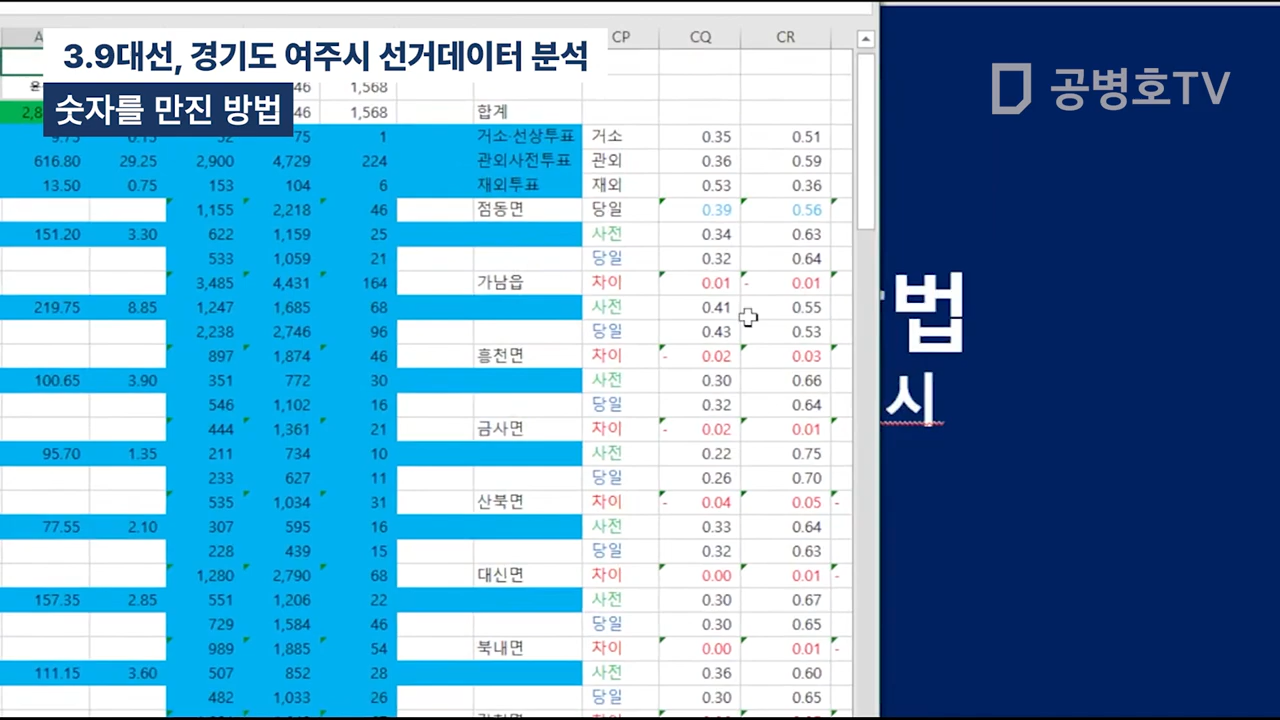 3.9대선, 경기도 여주시 선거데이터 분석
숫자를 만진 방법
공병호TV
CP CQ CR
46 1,568
46 1,568 합계
9.75 0.15 52 75 1 거소·선상투표 거소 0.35 0.51
616.80 29.25 2,900 4,729 224 관외사전투표 관외 0.36 0.59
13.50 0.75 153 104 6 재외투표 재외 0.53 0.36
1,155 2,218 46 점동면 당일 0.39 0.56
151.20 3.30 622 1,159 25 사전 0.34 0.63
533 1,059 21 당일 0.32 0.64
3,485 4,431 164 가남읍 차이 0.01 - 0.01
219.75 8.85 1,247 1,685 68 사전 0.41 0.55
2,238 2,746 96 당일 0.43 0.53
897 1,874 46 흥천면 차이 - 0.02 0.03
100.65 3.90 351 772 30 사전 0.30 0.66
546 1,102 16 당일 0.32 0.64
444 1,361 21 금사면 차이 - 0.02 0.01
95.70 1.35 211 734 10 사전 0.22 0.75
233 627 11 당일 0.26 0.70
535 1,034 31 산북면 차이 - 0.04 0.05 -
77.55 2.10 307 595 16 사전 0.33 0.64
228 439 15 당일 0.32 0.63
1,280 2,790 68 대신면 차이 0.00 0.01 -
157.35 2.85 551 1,206 22 사전 0.30 0.67
729 1,584 46 당일 0.30 0.65
989 1,885 54 북내면 차이 0.00 0.01 -
111.15 3.60 507 852 28 사전 0.36 0.60
482 1,033 26 당일 0.30 0.65
법
시